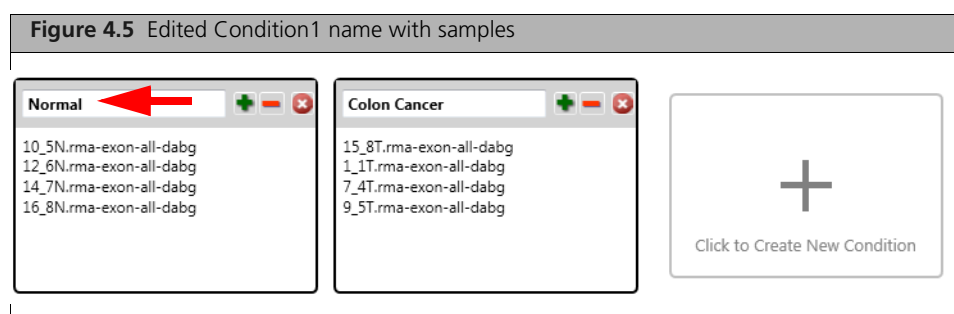 Figure 4.5 Edited Condition1 name with samples
Normal
10_5N.rma-exon-all-dabg
12_6N.rma-exon-all-dabg
14_7N.rma-exon-all-dabg
16_8N.rma-exon-all-dabg
Colon Cancer
15_8T.rma-exon-all-dabg
1_1T.rma-exon-all-dabg
7_4T.rma-exon-all-dabg
9_5T.rma-exon-all-dabg
Click to Create New Condition